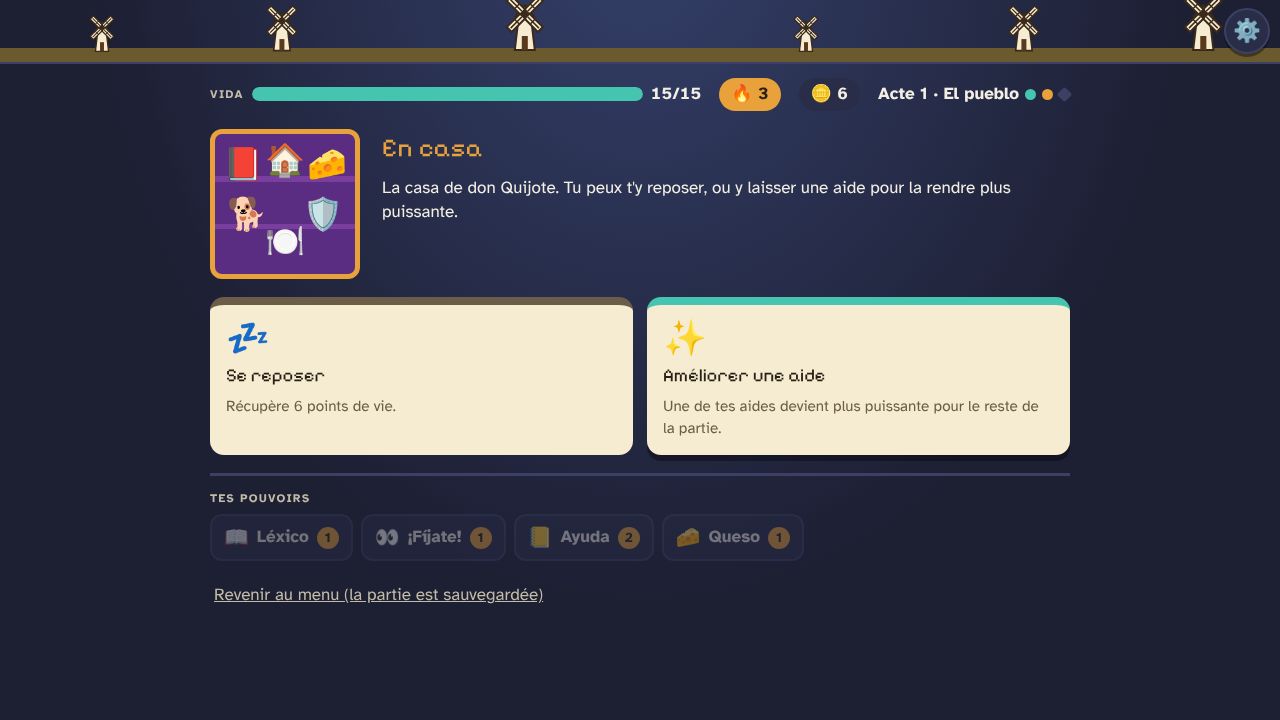 VIDA 15/15 3 6 Acte 1 · El pueblo
En casa
La casa de don Quijote. Tu peux t'y reposer, ou y laisser une aide pour la rendre plus
puissante.
Se reposer
Récupère 6 points de vie.
Améliorer une aide
Une de tes aides devient plus puissante pour le reste de
la partie.
TES POUVOIRS
Léxico 1 ¡Fíjate! 1 Ayuda 2 Queso 1
Revenir au menu (la partie est sauvegardée)